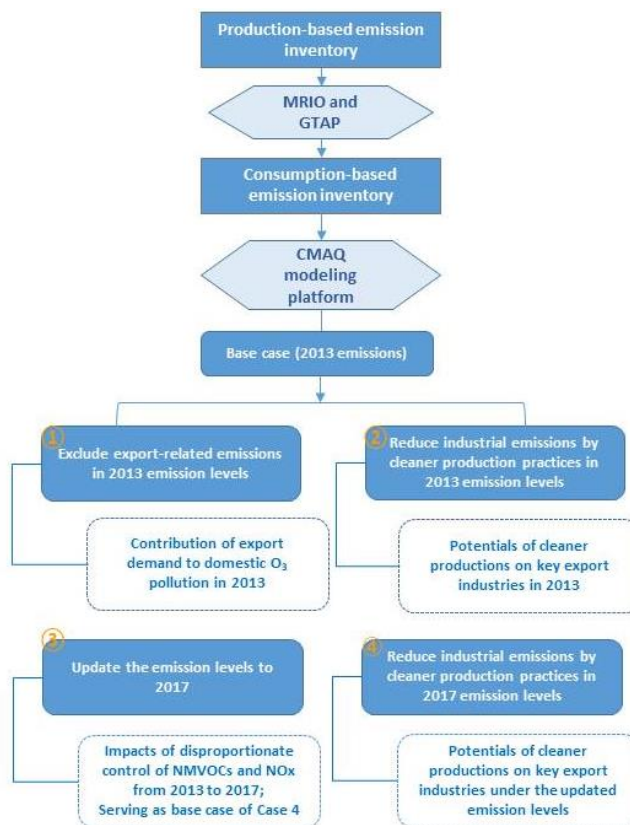 Production-based emission
inventory
MRIO and
GTAP
Consumption-based
emission inventory
CMAQ
modeling
platform
Base case (2013 emissions)
①
Exclude export-related emissions
in 2013 emission levels
②
Reduce industrial emissions by
cleaner production practices in
2013 emission levels
Contribution of export
demand to domestic O₃
pollution in 2013
Potentials of cleaner
productions on key export
industries in 2013
③
Update the emission levels to
2017
④
Reduce industrial emissions by
cleaner production practices in
2017 emission levels
Impacts of disproportionate
control of NMVOCs and NOx
from 2013 to 2017;
Serving as base case of Case 4
Potentials of cleaner
productions on key export
industries under the updated
emission levels